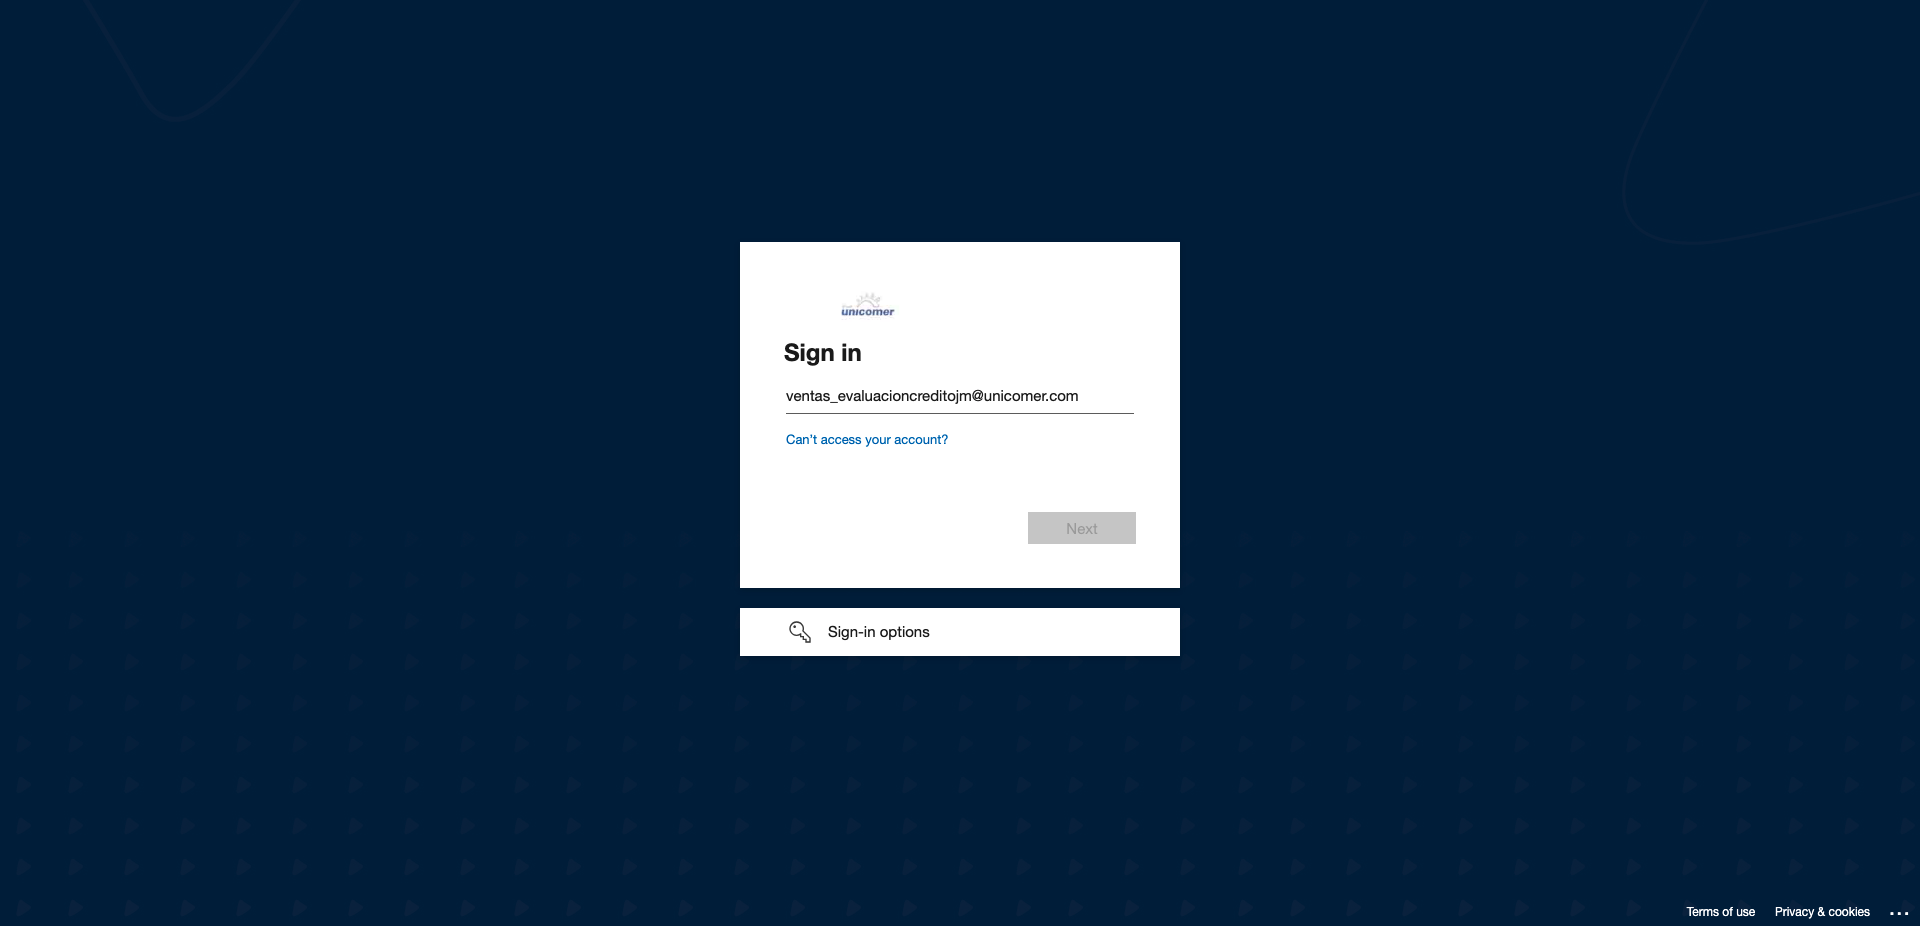 unicomer
Sign in
ventas_evaluacioncreditojm@unicomer.com
Can't access your account?
Next
Sign-in options
Terms of use Privacy & cookies ...